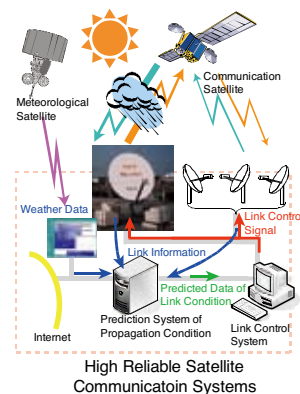 Meteorological
Satellite
Communication
Satellite
Weather Data
Link Control
Signal
Link Information
Predicted Data of
Link Condition
Internet
Prediction System of
Propagation Condition
Link Control
System
High Reliable Satellite
Communicatoin Systems